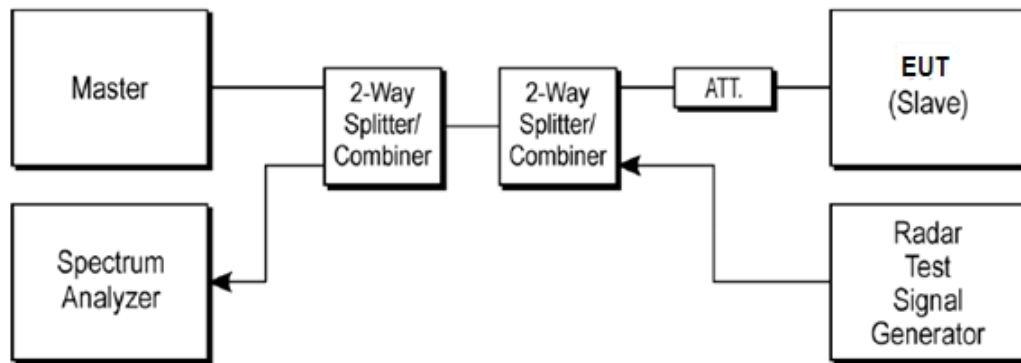 Master
2-Way
Splitter/
Combiner
2-Way
Splitter/
Combiner
ATT.
EUT
(Slave)
Spectrum
Analyzer
Radar
Test
Signal
Generator